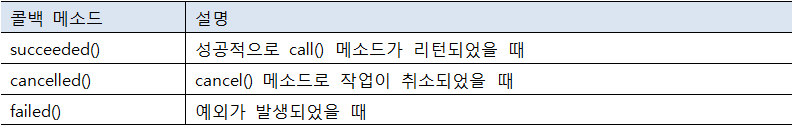 콜백 메소드 설명
succeeded() 성공적으로 call() 메소드가 리턴되었을 때
cancelled() cancel() 메소드로 작업이 취소되었을 때
failed() 예외가 발생되었을 때